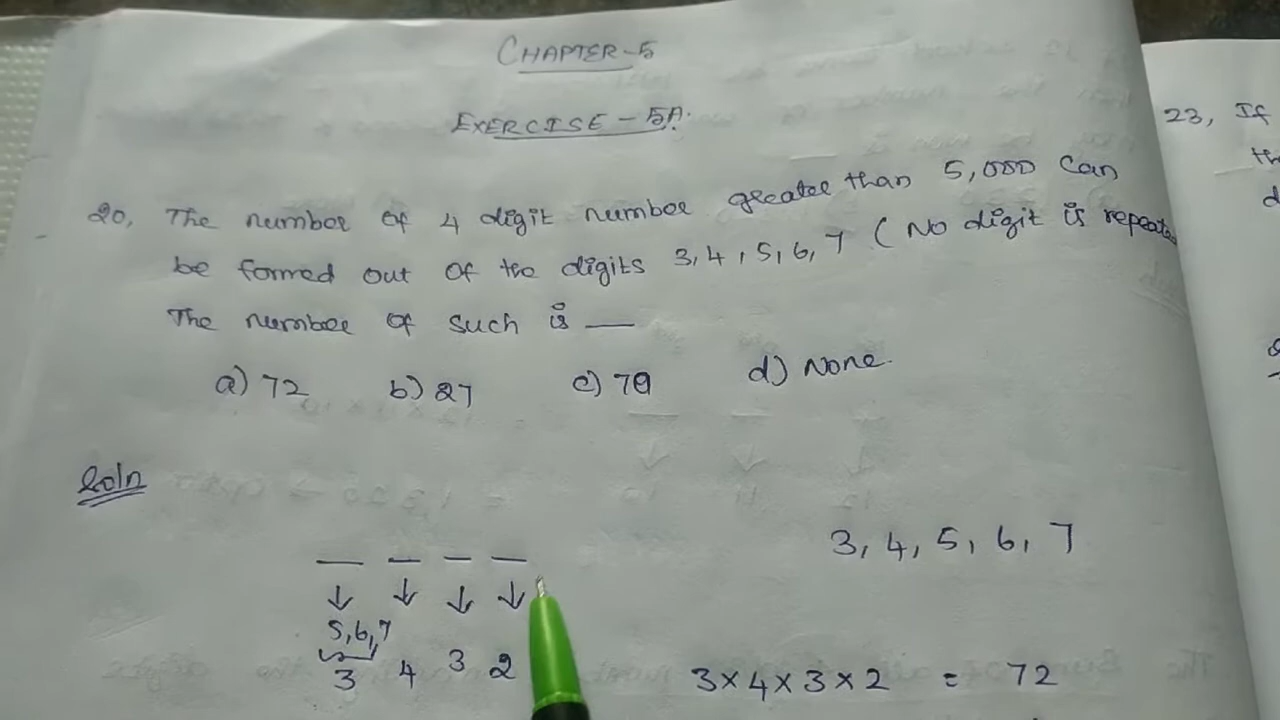 CHAPTER-5
EXERCISE - 5A.
20, The number of 4 digit number greater than 5,000 Can
be formed out of the digits 3, 4, 5, 6, 7 ( No digit is repeated
The number of such is —
a) 72 b) 27 c) 70 d) None.
Soln
3, 4, 5, 6, 7
— — — —
↓ ↓ ↓ ↓
5,6,7
3 4 3 2 3×4×3×2 = 72
23, If